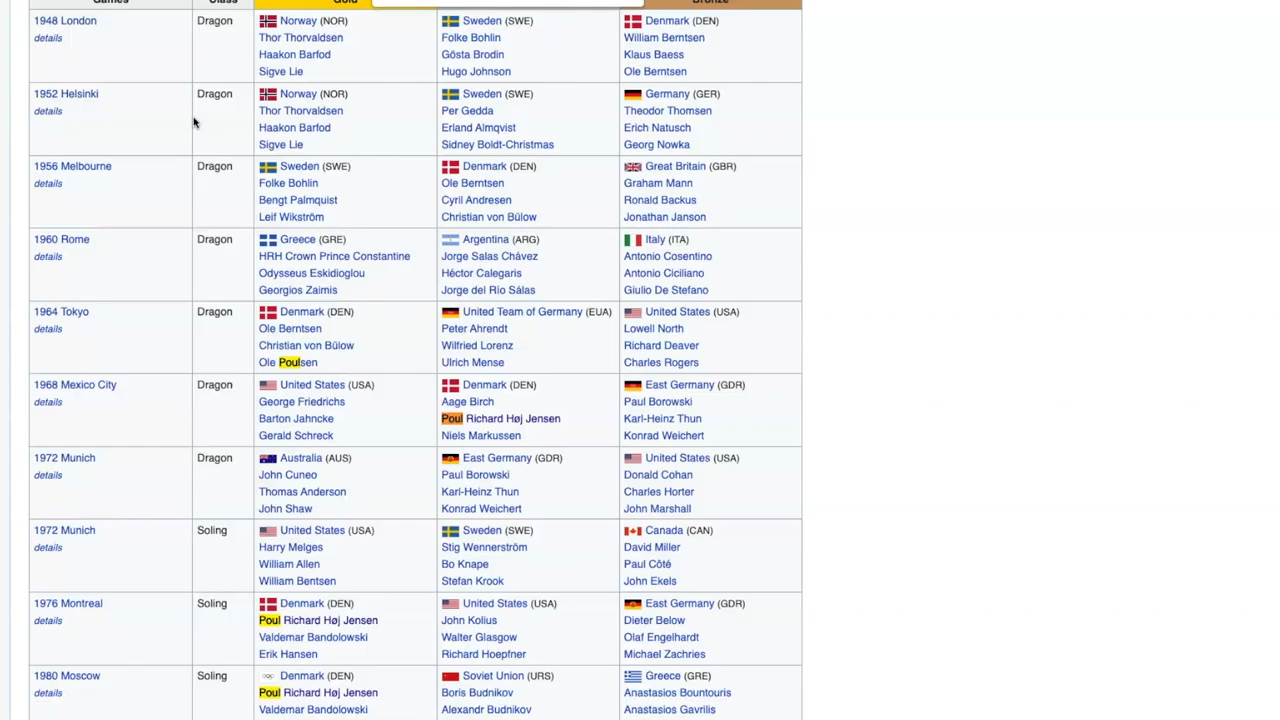 Games Class Gold Bronze
1948 London Dragon Norway (NOR) Sweden (SWE) Denmark (DEN)
details Thor Thorvaldsen Folke Bohlin William Berntsen
Haakon Barfod Gösta Brodin Klaus Baess
Sigve Lie Hugo Johnson Ole Berntsen
1952 Helsinki Dragon Norway (NOR) Sweden (SWE) Germany (GER)
details Thor Thorvaldsen Per Gedda Theodor Thomsen
Haakon Barfod Erland Almqvist Erich Natusch
Sigve Lie Sidney Boldt-Christmas Georg Nowka
1956 Melbourne Dragon Sweden (SWE) Denmark (DEN) Great Britain (GBR)
details Folke Bohlin Ole Berntsen Graham Mann
Bengt Palmquist Cyril Andresen Ronald Backus
Leif Wikström Christian von Bülow Jonathan Janson
1960 Rome Dragon Greece (GRE) Argentina (ARG) Italy (ITA)
details HRH Crown Prince Constantine Jorge Salas Chávez Antonio Cosentino
Odysseus Eskidioglou Héctor Calegaris Antonio Ciciliano
Georgios Zaimis Jorge del Río Sálas Giulio De Stefano
1964 Tokyo Dragon Denmark (DEN) United Team of Germany (EUA) United States (USA)
details Ole Berntsen Peter Ahrendt Lowell North
Christian von Bülow Wilfried Lorenz Richard Deaver
Ole Poulsen Ulrich Mense Charles Rogers
1968 Mexico City Dragon United States (USA) Denmark (DEN) East Germany (GDR)
details George Friedrichs Aage Birch Paul Borowski
Barton Jahncke Poul Richard Høj Jensen Karl-Heinz Thun
Gerald Schreck Niels Markussen Konrad Weichert
1972 Munich Dragon Australia (AUS) East Germany (GDR) United States (USA)
details John Cuneo Paul Borowski Donald Cohan
Thomas Anderson Karl-Heinz Thun Charles Horter
John Shaw Konrad Weichert John Marshall
1972 Munich Soling United States (USA) Sweden (SWE) Canada (CAN)
details Harry Melges Stig Wennerström David Miller
William Allen Bo Knape Paul Côté
William Bentsen Stefan Krook John Ekels
1976 Montreal Soling Denmark (DEN) United States (USA) East Germany (GDR)
details Poul Richard Høj Jensen John Kolius Dieter Below
Valdemar Bandolowski Walter Glasgow Olaf Engelhardt
Erik Hansen Richard Hoepfner Michael Zachries
1980 Moscow Soling Denmark (DEN) Soviet Union (URS) Greece (GRE)
details Poul Richard Høj Jensen Boris Budnikov Anastasios Bountouris
Valdemar Bandolowski Alexandr Budnikov Anastasios Gavrilis